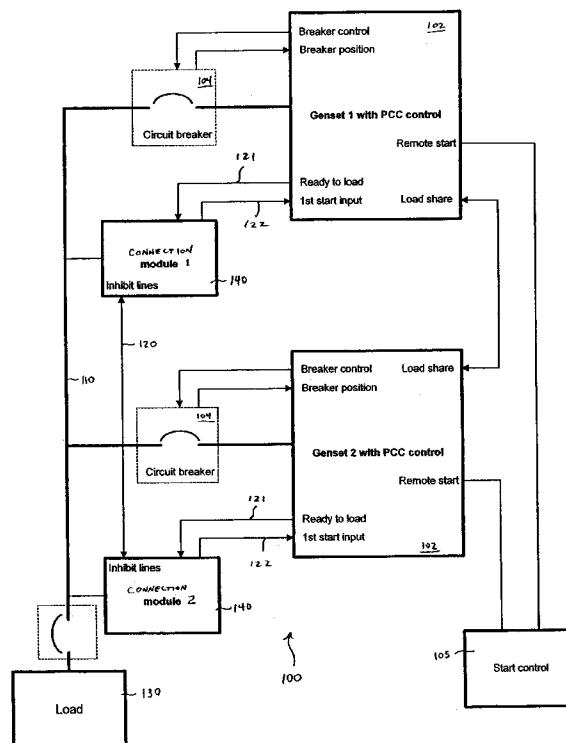 Breaker control
102
Breaker position
104
Genset 1 with PCC control
Circuit breaker
Remote start
121
Ready to load
1st start input
Load share
122
CONNECTION
module 1
Inhibit lines
140
120
Breaker control
Load share
Breaker position
110
104
Genset 2 with PCC control
Circuit breaker
Remote start
121
Ready to load
1st start input
122
102
Inhibit lines
CONNECTION
module 2
140
105
Start control
100
Load
130